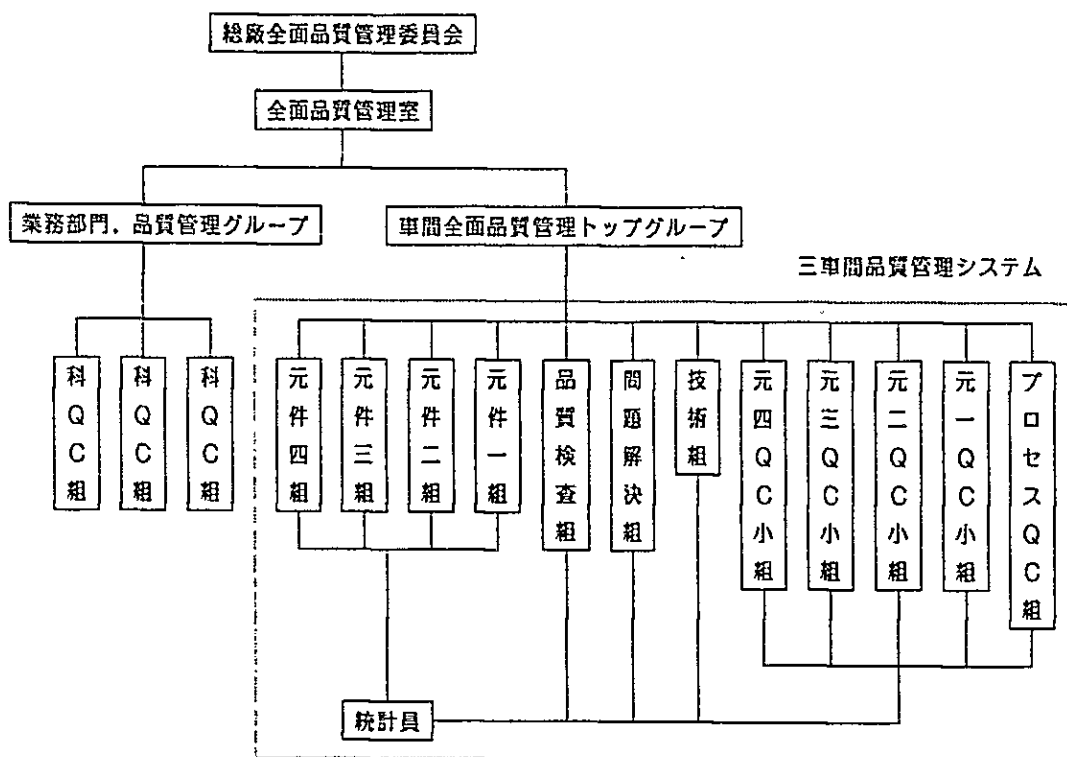 総廠全面品質管理委員会
全面品質管理室
業務部門．品質管理グループ
車間全面品質管理トップグループ
三車間品質管理システム
科QC組
科QC組
科QC組
元件四組
元件三組
元件二組
元件一組
品質検査組
問題解決組
技術組
元四QC小組
元三QC小組
元二QC小組
元一QC小組
プロセスQC組
統計員